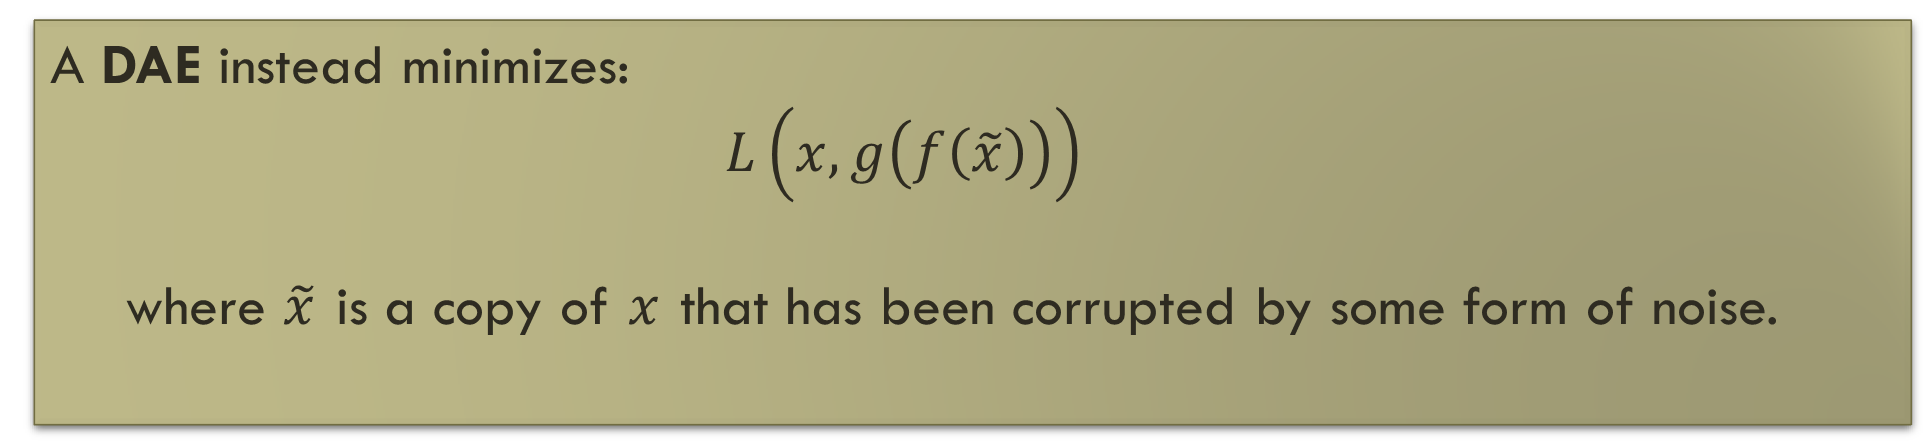 A DAE instead minimizes:
L(x, g(f(x̃)))
where x̃ is a copy of x that has been corrupted by some form of noise.